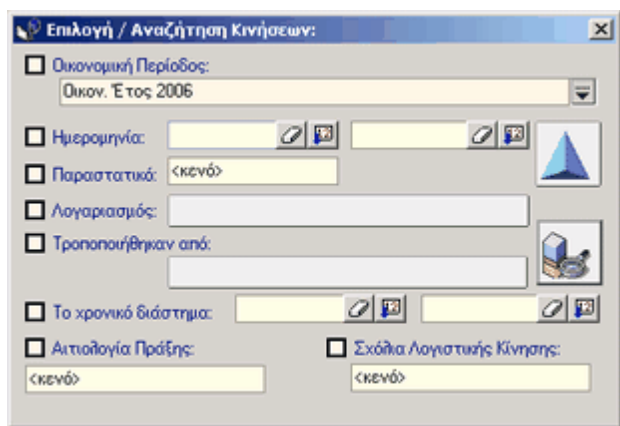 Επιλογή / Αναζήτηση Κινήσεων:
Οικονομική Περίοδος:
Οικον. Έτος 2006
Ημερομηνία:
Παραστατικό: <κενό>
Λογαριασμός:
Τροποποιήθηκαν από:
Το χρονικό διάστημα:
Αιτιολογία Πράξης: Σχόλια Λογιστικής Κίνησης:
<κενό> <κενό>